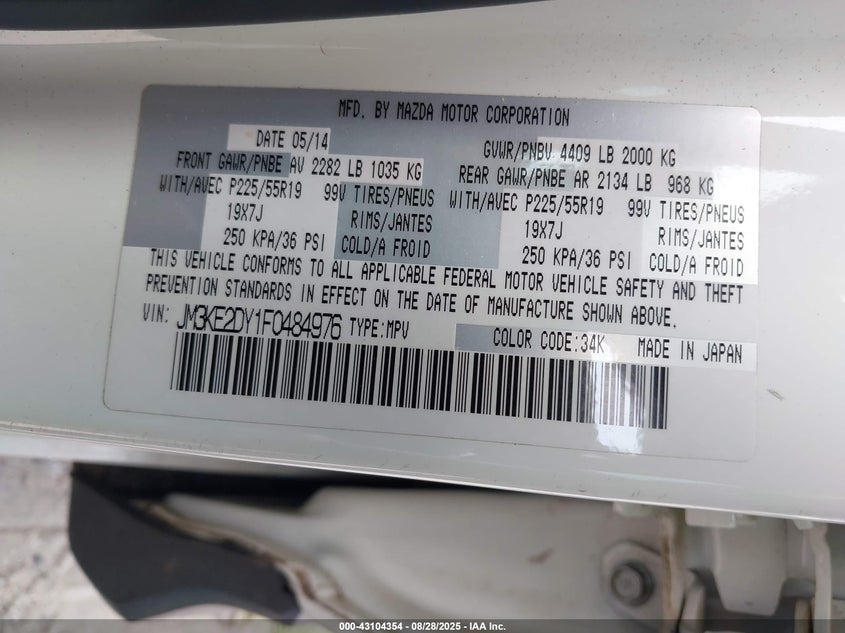 MFD. BY MAZDA MOTOR CORPORATION
DATE 05/14 GVWR/PNBV 4409 LB 2000 KG
FRONT GAWR/PNBE AV 2282 LB 1035 KG REAR GAWR/PNBE AR 2134 LB 968 KG
WITH/AVEC P225/55R19 99V TIRES/PNEUS WITH/AVEC P225/55R19 99V TIRES/PNEUS
19X7J RIMS/JANTES 19X7J RIMS/JANTES
250 KPA/36 PSI COLD/A FROID 250 KPA/36 PSI COLD/A FROID
THIS VEHICLE CONFORMS TO ALL APPLICABLE FEDERAL MOTOR VEHICLE SAFETY AND THEFT
PREVENTION STANDARDS IN EFFECT ON THE DATE OF MANUFACTURE SHOWN ABOVE.
VIN: JM3KE2DY1F0484976 TYPE:MPV COLOR CODE:34K MADE IN JAPAN
000-43104354 - 08/28/2025 - IAA Inc.